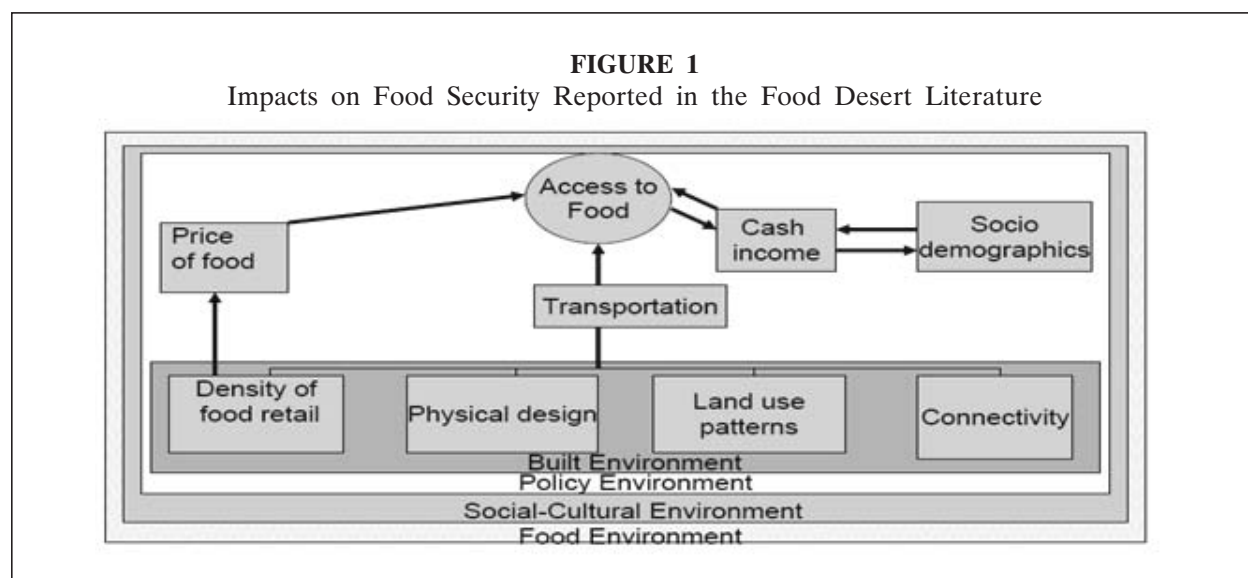 FIGURE 1
Impacts on Food Security Reported in the Food Desert Literature
Access to
Food
Price
of food
Cash
income
Socio
demographics
Transportation
Density of
food retail
Physical design
Land use
patterns
Connectivity
Built Environment
Policy Environment
Social-Cultural Environment
Food Environment